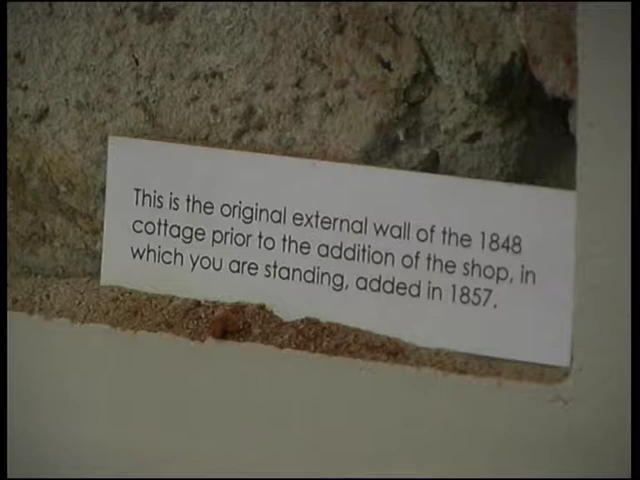 This is the original external wall of the 1848
cottage prior to the addition of the shop, in
which you are standing, added in 1857.